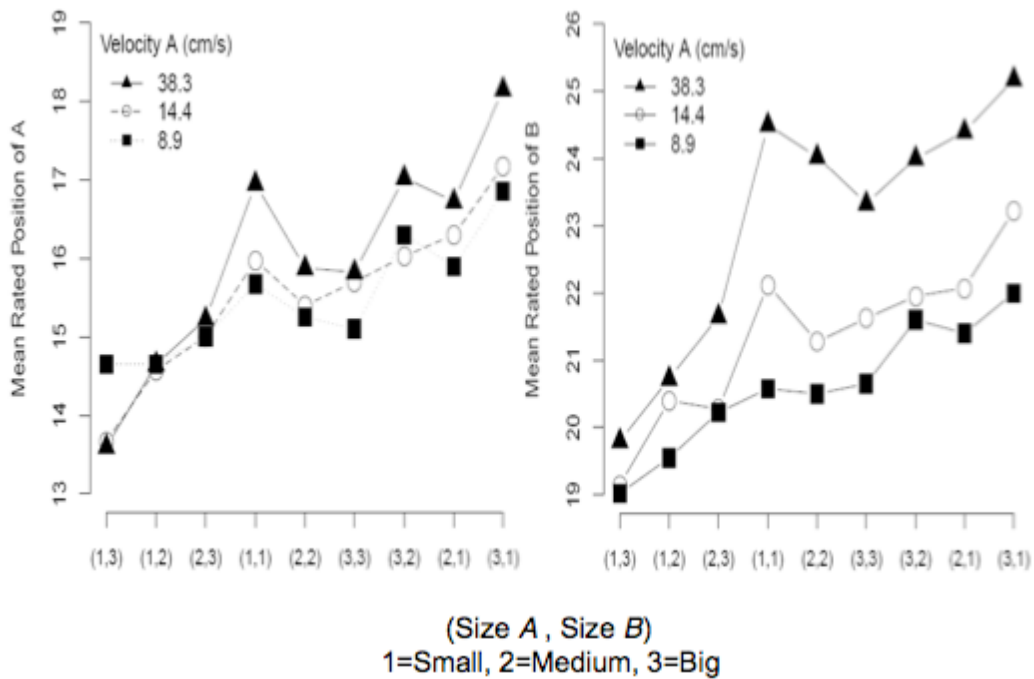 Mean Rated Position of A
19
18
17
16
15
14
13
Velocity A (cm/s)
38.3
14.4
8.9
(1,3) (1,2) (2,3) (1,1) (2,2) (3,3) (3,2) (2,1) (3,1)
Mean Rated Position of B
26
25
24
23
22
21
20
19
Velocity A (cm/s)
38.3
14.4
8.9
(1,3) (1,2) (2,3) (1,1) (2,2) (3,3) (3,2) (2,1) (3,1)
(Size A , Size B)
1=Small, 2=Medium, 3=Big